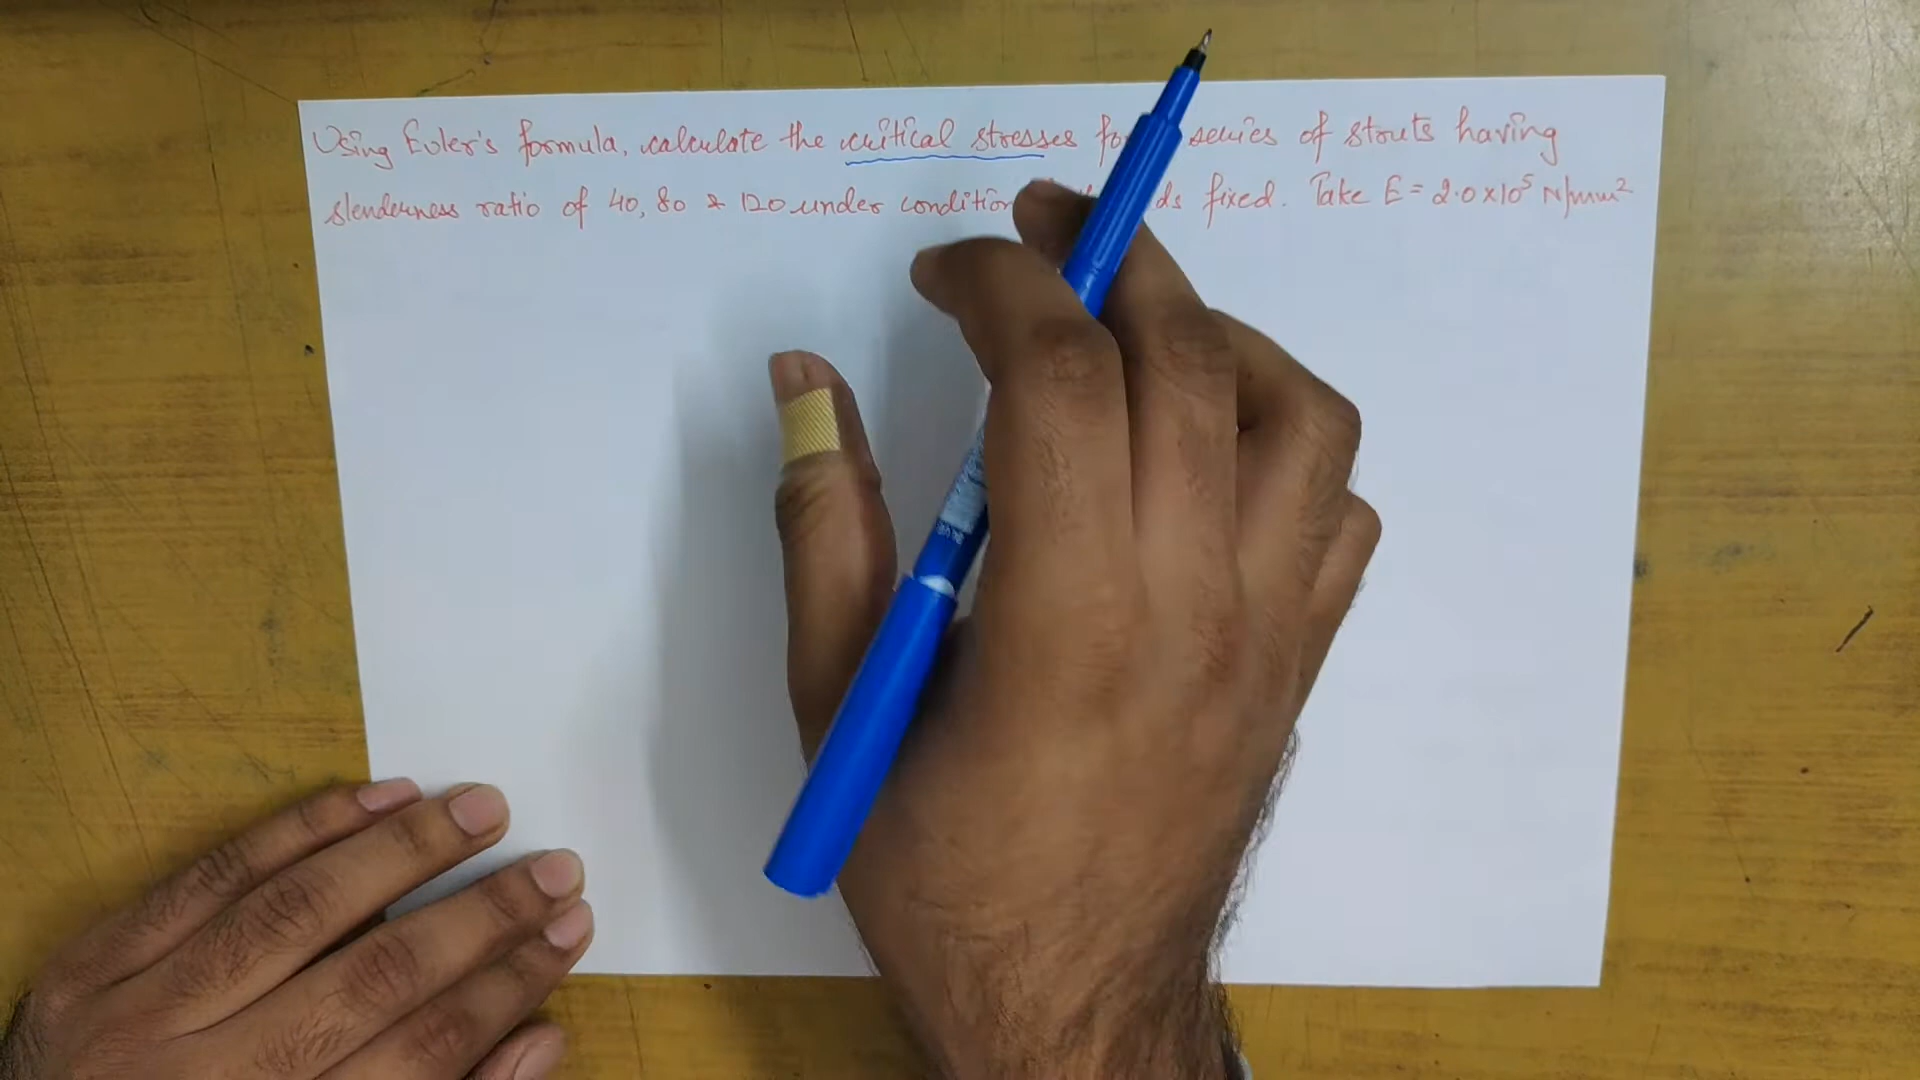 Using Euler's formula, calculate the critical stresses series of struts having
slenderness ratio of 40, 80 & 120 under condition fixed. Take E = 2.0 x 10⁵ N/mm²